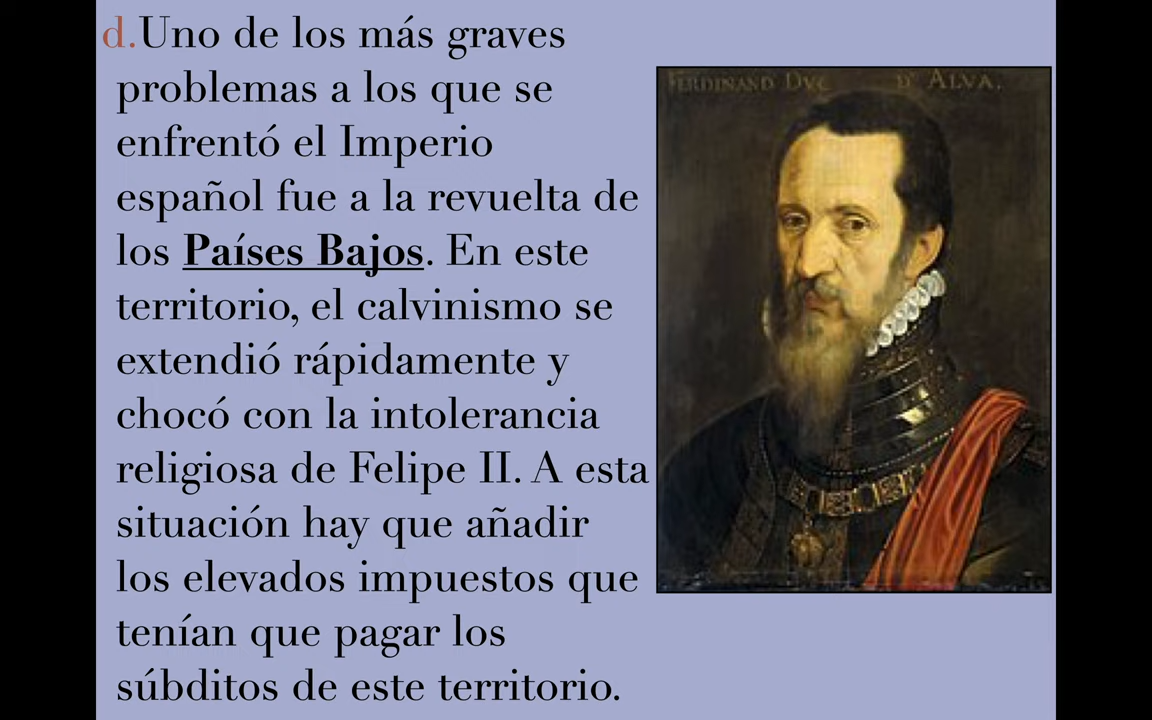 d.Uno de los más graves
problemas a los que se
enfrentó el Imperio
español fue a la revuelta de
los Países Bajos. En este
territorio, el calvinismo se
extendió rápidamente y
chocó con la intolerancia
religiosa de Felipe II. A esta
situación hay que añadir
los elevados impuestos que
tenían que pagar los
súbditos de este territorio.
FERDINAND DVC D' ALVA.